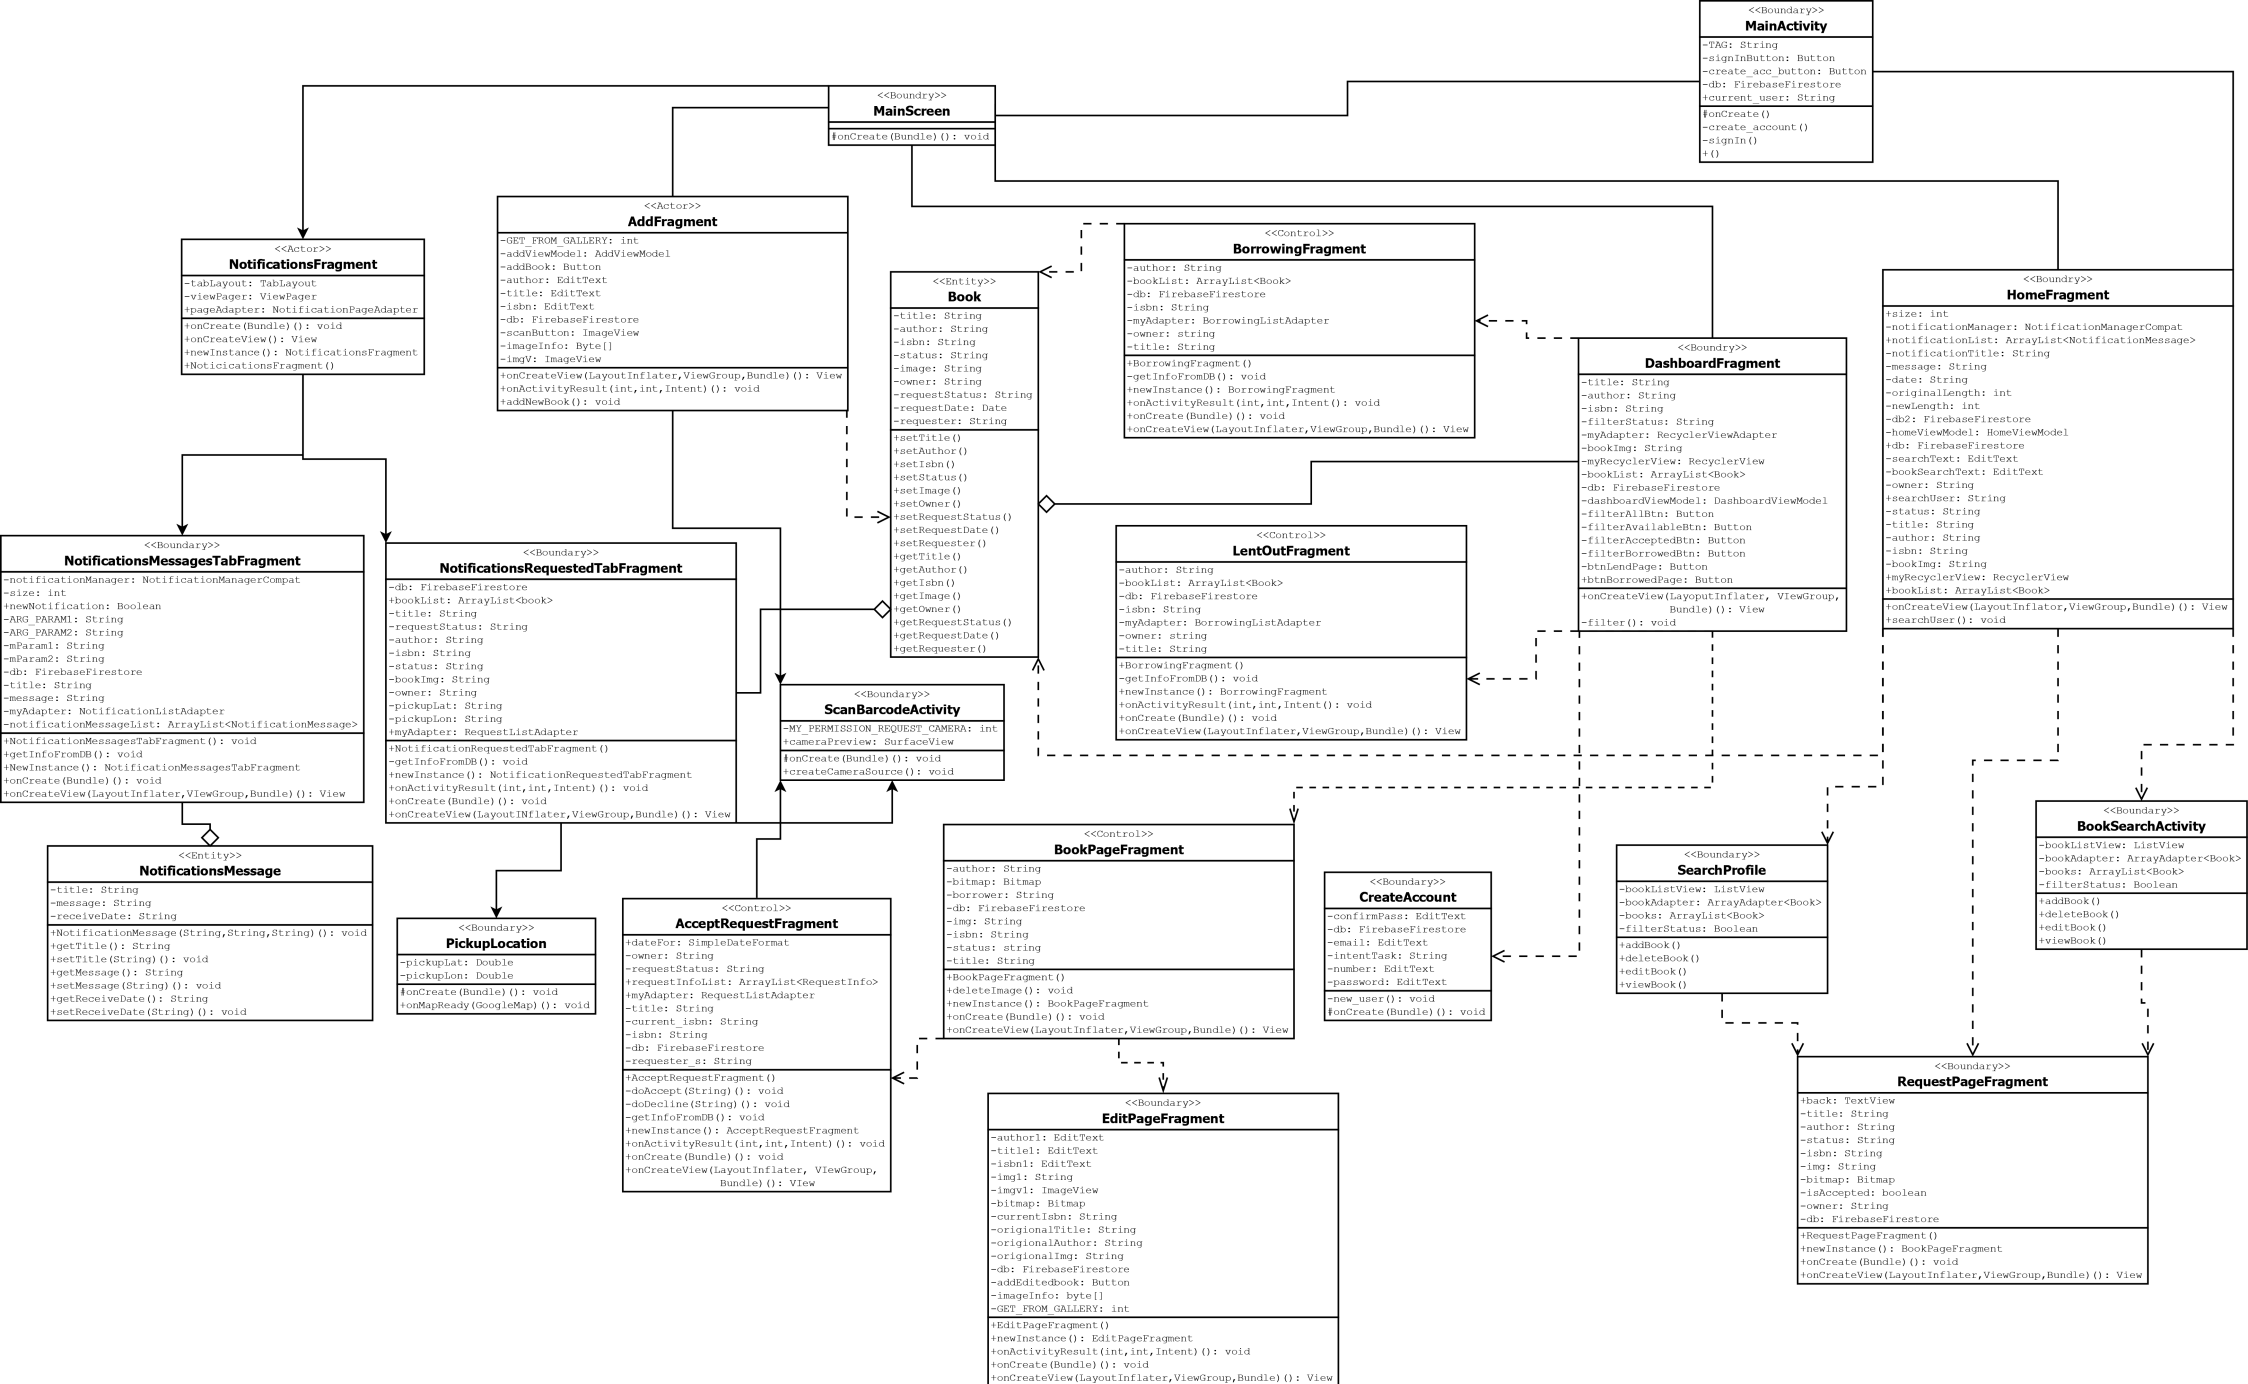 <<Boundary>>
MainActivity
-TAG: String
-signInButton: Button
-create_acc_button: Button
-db: FirebaseFirestore
+current_user: String
#onCreate()
-create_account()
-signIn()
+()
<<Boundry>>
MainScreen
#onCreate(Bundle)(): void
<<Actor>>
NotificationsFragment
-tabLayout: TabLayout
-viewPager: ViewPager
+pageAdapter: NotificationPageAdapter
+onCreate(Bundle)(): void
+onCreateView(): View
+newInstance(): NotificationsFragment
+NoticicationsFragment()
<<Actor>>
AddFragment
-GET_FROM_GALLERY: int
-addViewModel: AddViewModel
-addBook: Button
-author: EditText
-title: EditText
-isbn: EditText
-db: FirebaseFirestore
-scanButton: ImageView
-imageInfo: Byte[]
-imgV: ImageView
+onCreateView(LayoutInflater,ViewGroup,Bundle)(): View
+onActivityResult(int,int,Intent)(): void
+addNewBook(): void
<<Entity>>
Book
-title: String
-author: String
-isbn: String
-status: String
-image: String
-owner: String
-requestStatus: String
-requestDate: Date
-requester: String
+setTitle()
+setAuthor()
+setIsbn()
+setStatus()
+setImage()
+setOwner()
+setRequestStatus()
+setRequestDate()
+setRequester()
+getTitle()
+getAuthor()
+getIsbn()
+getImage()
+getOwner()
+getRequestStatus()
+getRequestDate()
+getRequester()
<<Control>>
BorrowingFragment
-author: String
-bookList: ArrayList<Book>
-db: FirebaseFirestore
-isbn: String
-myAdapter: BorrowingListAdapter
-owner: string
-title: String
+BorrowingFragment()
-getInfoFromDB(): void
+newInstance(): BorrowingFragment
+onActivityResult(int,int,Intent(): void
+onCreate(Bundle)(): void
+onCreateView(LayoutInflater,ViewGroup,Bundle)(): View
<<Boundry>>
DashboardFragment
-title: String
-author: String
-isbn: String
-filterStatus: String
-myAdapter: RecyclerViewAdapter
-bookImg: String
-myRecyclerView: RecyclerView
-bookList: ArrayList<Book>
-db: FirebaseFirestore
-dashboardViewModel: DashboardViewModel
-filterAllBtn: Button
-filterAvailableBtn: Button
-filterAcceptedBtn: Button
-filterBorrowedBtn: Button
-btnLendPage: Button
+btnBorrowedPage: Button
+onCreateView(LayoputInflater, VIewGroup,
Bundle)(): View
-filter(): void
<<Boundry>>
HomeFragment
+size: int
-notificationManager: NotificationManagerCompat
+notificationList: ArrayList<NotificationMessage>
-notificationTitle: String
-message: String
-date: String
-originalLength: int
-newLength: int
-db2: FirebaseFirestore
-homeViewModel: HomeViewModel
+db: FirebaseFirestore
-searchText: EditText
-bookSearchText: EditText
-owner: String
+searchUser: String
-status: String
-title: String
-author: String
-isbn: String
-bookImg: String
+myRecyclerView: RecyclerView
+bookList: ArrayList<Book>
+onCreateView(LayoutInflator,ViewGroup,Bundle)(): View
+searchUser(): void
<<Boundary>>
NotificationsMessagesTabFragment
-notificationManager: NotificationManagerCompat
-size: int
+newNotification: Boolean
-ARG_PARAM1: String
-ARG_PARAM2: String
-mParam1: String
-mParam2: String
-db: FirebaseFirestore
-title: String
-message: String
-myAdapter: NotificationListAdapter
-notificationMessageList: ArrayList<NotificationMessage>
+NotificationMessagesTabFragment(): void
+getInfoFromDB(): void
+NewInstance(): NotificationMessagesTabFragment
+onCreate(Bundle)(): void
+onCreateView(LayoutInflater,VIewGroup,Bundle)(): View
<<Boundary>>
NotificationsRequestedTabFragment
-db: FirebaseFirestore
+bookList: ArrayList<book>
-title: String
-requestStatus: String
-author: String
-isbn: String
-status: String
-bookImg: String
-owner: String
-pickupLat: String
-pickupLon: String
+myAdapter: RequestListAdapter
+NotificationRequestedTabFragment()
-getInfoFromDB(): void
+newInstance(): NotificationRequestedTabFragment
+onActivityResult(int,int,Intent)(): void
+onCreate(Bundle)(): void
+onCreateView(LayoutINflater,ViewGroup,Bundle)(): View
<<Control>>
LentOutFragment
-author: String
-bookList: ArrayList<Book>
-db: FirebaseFirestore
-isbn: String
-myAdapter: BorrowingListAdapter
-owner: string
-title: String
+BorrowingFragment()
-getInfoFromDB(): void
+newInstance(): BorrowingFragment
+onActivityResult(int,int,Intent(): void
+onCreate(Bundle)(): void
+onCreateView(LayoutInflater,ViewGroup,Bundle)(): View
<<Boundary>>
ScanBarcodeActivity
-MY_PERMISSION_REQUEST_CAMERA: int
+cameraPreview: SurfaceView
#onCreate(Bundle)(): void
+createCameraSource(): void
<<Entity>>
NotificationsMessage
-title: String
-message: String
-receiveDate: String
+NotificationMessage(String,String,String)(): void
+getTitle(): String
+setTitle(String)(): void
+getMessage(): String
+setMessage(String)(): void
+getReceiveDate(): String
+setReceiveDate(String)(): void
<<Boundary>>
PickupLocation
-pickupLat: Double
-pickupLon: Double
#onCreate(Bundle)(): void
+onMapReady(GoogleMap)(): void
<<Control>>
AcceptRequestFragment
+dateFor: SimpleDateFormat
-owner: String
-requestStatus: String
+requestInfoList: ArrayList<RequestInfo>
+myAdapter: RequestListAdapter
-title: String
-current_isbn: String
-isbn: String
-db: FirebaseFirestore
-requester_s: String
+AcceptRequestFragment()
-doAccept(String)(): void
-doDecline(String)(): void
-getInfoFromDB(): void
+newInstance(): AcceptRequestFragment
+onActivityResult(int,int,Intent)(): void
+onCreate(Bundle)(): void
+onCreateView(LayoutInflater, VIewGroup,
Bundle)(): VIew
<<Control>>
BookPageFragment
-author: String
-bitmap: Bitmap
-borrower: String
-db: FirebaseFirestore
-img: String
-isbn: String
-status: string
-title: String
+BookPageFragment()
+deleteImage(): void
+newInstance(): BookPageFragment
+onCreate(Bundle)(): void
+onCreateView(LayoutInflater,ViewGroup,Bundle)(): View
<<Boundary>>
CreateAccount
-confirmPass: EditText
-db: FirebaseFirestore
-email: EditText
-intentTask: String
-number: EditText
-password: EditText
-new_user(): void
#onCreate(Bundle)(): void
<<Boundary>>
SearchProfile
-bookListView: ListView
-bookAdapter: ArrayAdapter<Book>
-books: ArrayList<Book>
-filterStatus: Boolean
+addBook()
+deleteBook()
+editBook()
+viewBook()
<<Boundary>>
BookSearchActivity
-bookListView: ListView
-bookAdapter: ArrayAdapter<Book>
-books: ArrayList<Book>
-filterStatus: Boolean
+addBook()
+deleteBook()
+editBook()
+viewBook()
<<Boundary>>
EditPageFragment
-author1: EditText
-title1: EditText
-isbn1: EditText
-img1: String
-imgv1: ImageView
-bitmap: Bitmap
-currentIsbn: String
-origionalTitle: String
-origionalAuthor: String
-origionalImg: String
-db: FirebaseFirestore
-addEditedbook: Button
-imageInfo: byte[]
-GET_FROM_GALLERY: int
+EditPageFragment()
+newInstance(): EditPageFragment
+onActivityResult(int,int,Intent)(): void
+onCreate(Bundle)(): void
+onCreateView(LayoutInflater,ViewGroup,Bundle)(): View
<<Boundary>>
RequestPageFragment
+back: TextView
-title: String
-author: String
-status: String
-isbn: String
-img: String
-bitmap: Bitmap
-isAccepted: boolean
-owner: String
-db: FirebaseFirestore
+RequestPageFragment()
+newInstance(): BookPageFragment
+onCreate(Bundle)(): void
+onCreateView(LayoutInflater,ViewGroup,Bundle)(): View